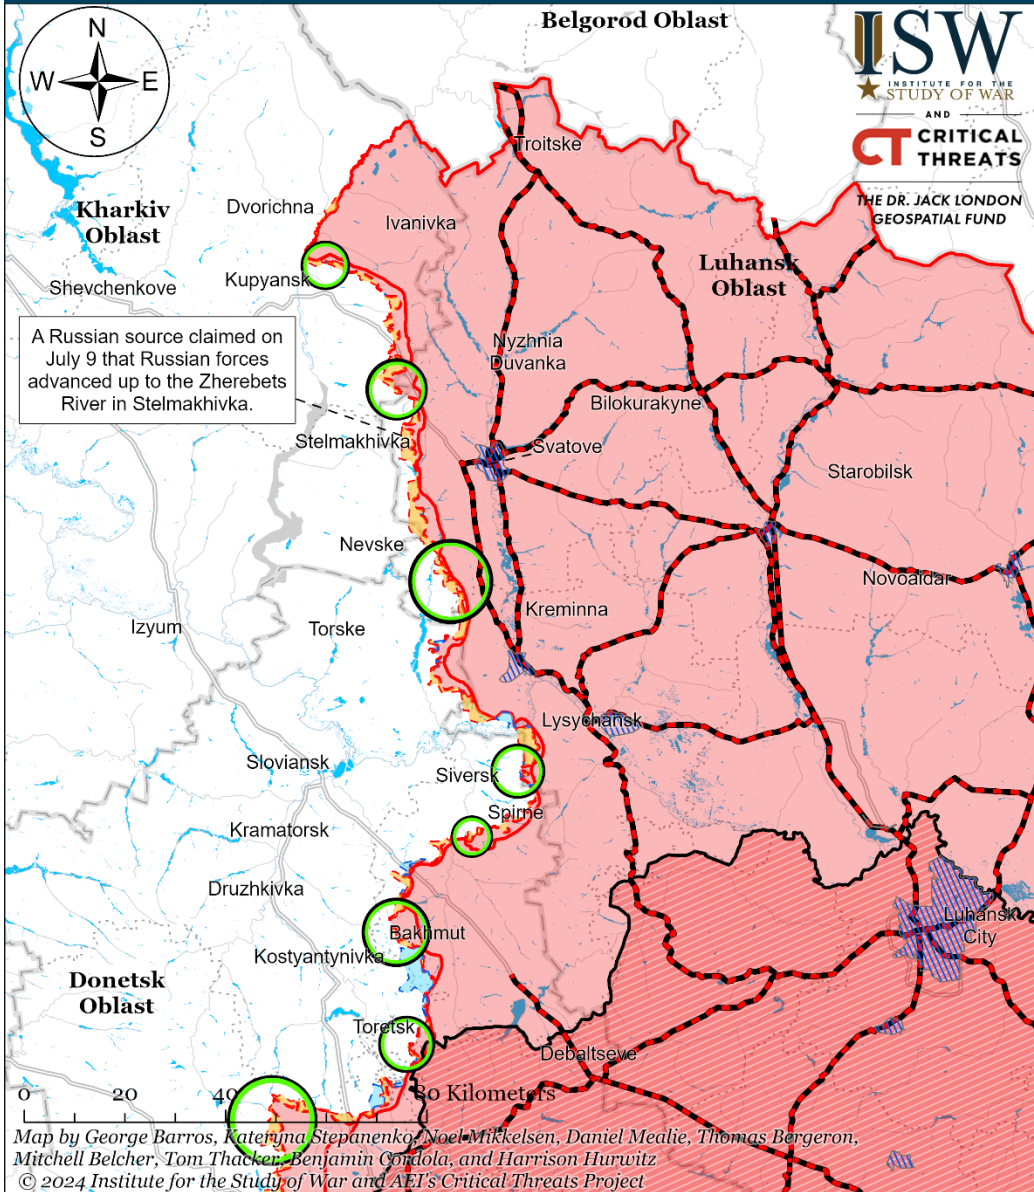 Belgorod Oblast
N
W E
S
ISW
INSTITUTE FOR THE
STUDY OF WAR
AND
CT CRITICAL
THREATS
THE DR. JACK LONDON
GEOSPATIAL FUND
Troitske
Dvorichna
Kharkiv
Oblast
Ivanivka
Kupyansk
Shevchenkove
Luhansk
Oblast
A Russian source claimed on
July 9 that Russian forces
advanced up to the Zherebets
River in Stelmakhivka.
Nyzhnia
Duvanka
Bilokurakyne
Stelmakhivka
Svatove
Starobilsk
Nevske
Novoaidar
Kreminna
Izyum
Torske
Lysychansk
Sloviansk
Siversk
Spirne
Kramatorsk
Druzhkivka
Luhansk
City
Bakhmut
Kostyantynivka
Donetsk
Oblast
Toretsk
Debaltseve
0 20 40 80 Kilometers
Map by George Barros, Kateryna Stepanenko, Noel Mikkelsen, Daniel Mealie, Thomas Bergeron,
Mitchell Belcher, Tom Thacker, Benjamin Cordola, and Harrison Hurwitz
© 2024 Institute for the Study of War and AEI's Critical Threats Project